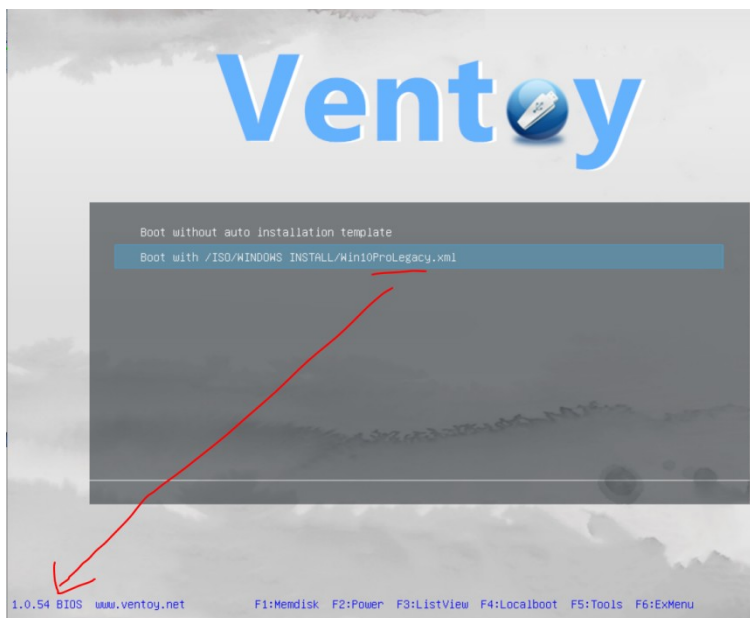 Ventoy
Boot without auto installation template
Boot with /ISO/WINDOWS INSTALL/Win10ProLegacy.xml
1.0.54 BIOS www.ventoy.net F1:Memdisk F2:Power F3:ListView F4:Localboot F5:Tools F6:ExMenu